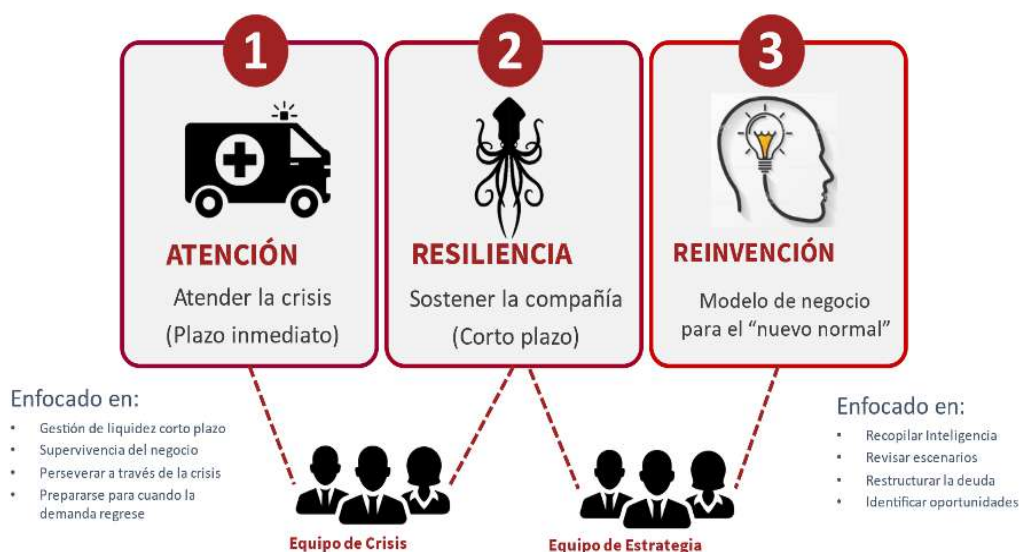 1
2
3
ATENCIÓN
Atender la crisis
(Plazo inmediato)
RESILIENCIA
Sostener la compañía
(Corto plazo)
REINVENCIÓN
Modelo de negocio
para el “nuevo normal”
Enfocado en:
• Gestión de liquidez corto plazo
• Supervivencia del negocio
• Perseverar a través de la crisis
• Prepararse para cuando la
demanda regrese
Equipo de Crisis
Equipo de Estrategia
Enfocado en:
• Recopilar Inteligencia
• Revisar escenarios
• Restructurar la deuda
• Identificar oportunidades